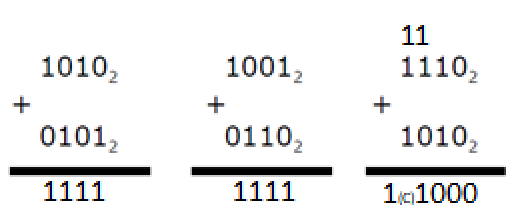 11
1010₂ 1001₂ 1110₂
+ + +
0101₂ 0110₂ 1010₂
1111 1111 1(C)1000